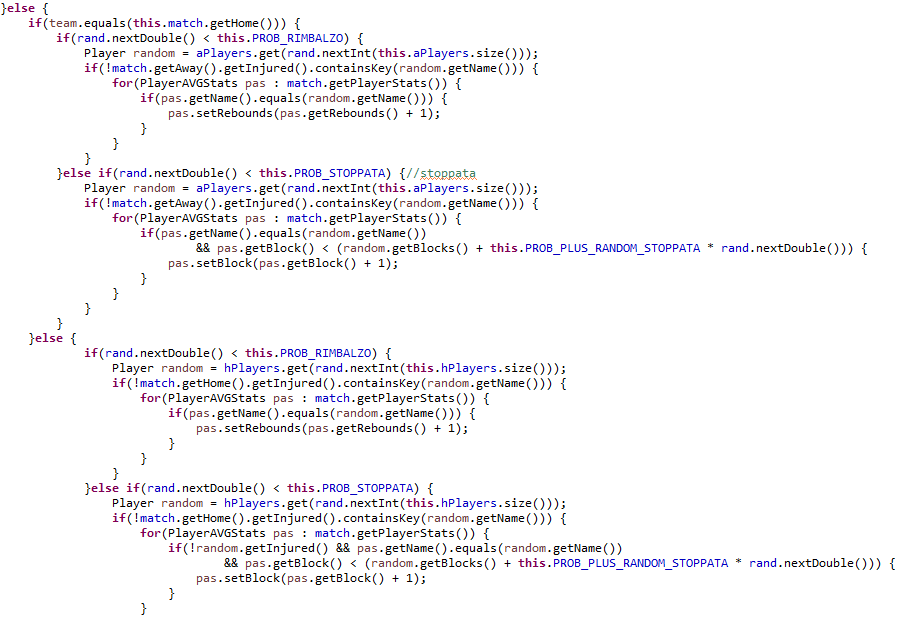 }else {
    if(team.equals(this.match.getHome())) {
        if(rand.nextDouble() < this.PROB_RIMBALZO) {
            Player random = aPlayers.get(rand.nextInt(this.aPlayers.size()));
            if(!match.getAway().getInjured().containsKey(random.getName())) {
                for(PlayerAVGStats pas : match.getPlayerStats()) {
                    if(pas.getName().equals(random.getName())) {
                        pas.setRebounds(pas.getRebounds() + 1);
                    }
                }
            }
        }else if(rand.nextDouble() < this.PROB_STOPPATA) {//stoppata
            Player random = aPlayers.get(rand.nextInt(this.aPlayers.size()));
            if(!match.getAway().getInjured().containsKey(random.getName())) {
                for(PlayerAVGStats pas : match.getPlayerStats()) {
                    if(pas.getName().equals(random.getName())
                            && pas.getBlock() < (random.getBlocks() + this.PROB_PLUS_RANDOM_STOPPATA * rand.nextDouble())) {
                        pas.setBlock(pas.getBlock() + 1);
                    }
                }
            }
        }
    }else {
            if(rand.nextDouble() < this.PROB_RIMBALZO) {
                Player random = hPlayers.get(rand.nextInt(this.hPlayers.size()));
                if(!match.getHome().getInjured().containsKey(random.getName())) {
                    for(PlayerAVGStats pas : match.getPlayerStats()) {
                        if(pas.getName().equals(random.getName())) {
                            pas.setRebounds(pas.getRebounds() + 1);
                        }
                    }
                }
            }else if(rand.nextDouble() < this.PROB_STOPPATA) {
                Player random = hPlayers.get(rand.nextInt(this.hPlayers.size()));
                if(!match.getHome().getInjured().containsKey(random.getName())) {
                    for(PlayerAVGStats pas : match.getPlayerStats()) {
                        if(!random.getInjured() && pas.getName().equals(random.getName())
                                && pas.getBlock() < (random.getBlocks() + this.PROB_PLUS_RANDOM_STOPPATA * rand.nextDouble())) {
                            pas.setBlock(pas.getBlock() + 1);
                        }
                    }